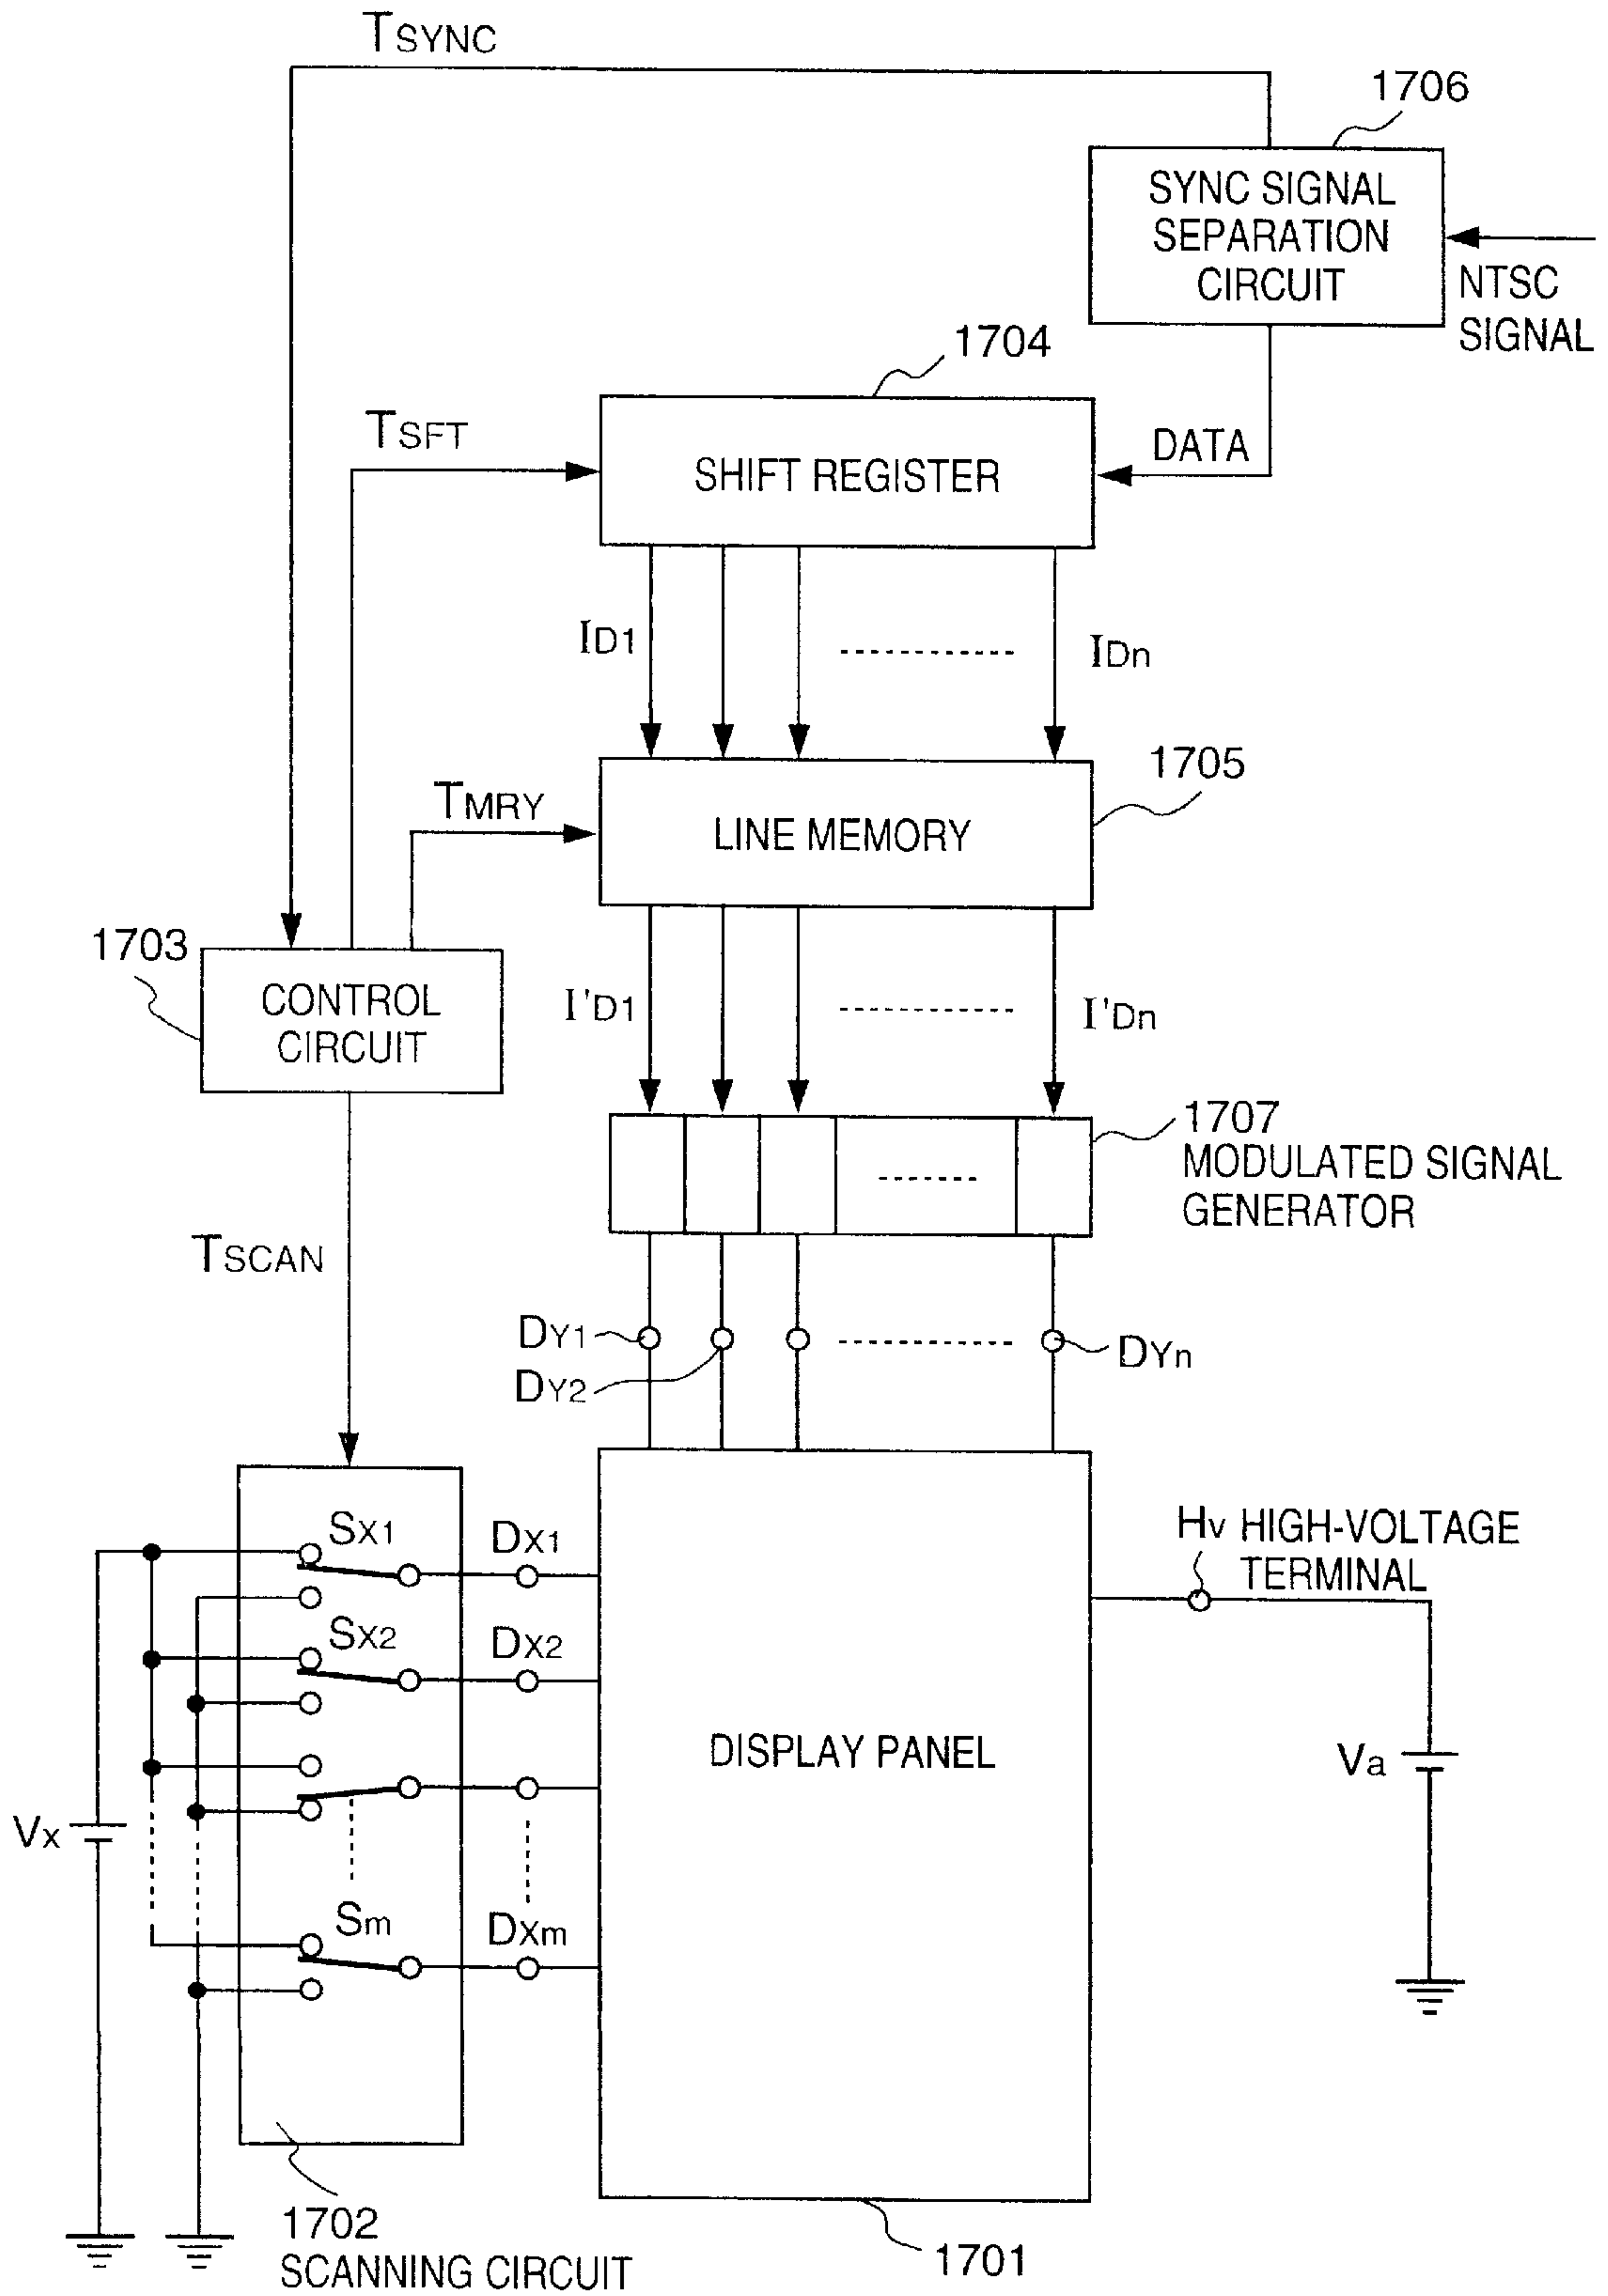 TSYNC
1706
SYNC SIGNAL
SEPARATION
CIRCUIT
NTSC
SIGNAL
1704
TSFT
SHIFT REGISTER
DATA
ID1
IDn
1705
TMRY
LINE MEMORY
1703
CONTROL
CIRCUIT
I'D1
I'Dn
1707
MODULATED SIGNAL
GENERATOR
TSCAN
DY1
DY2
DYn
SX1
DX1
HV HIGH-VOLTAGE
TERMINAL
SX2
DX2
DISPLAY PANEL
Va
Vx
Sm
DXm
1702
SCANNING CIRCUIT
1701